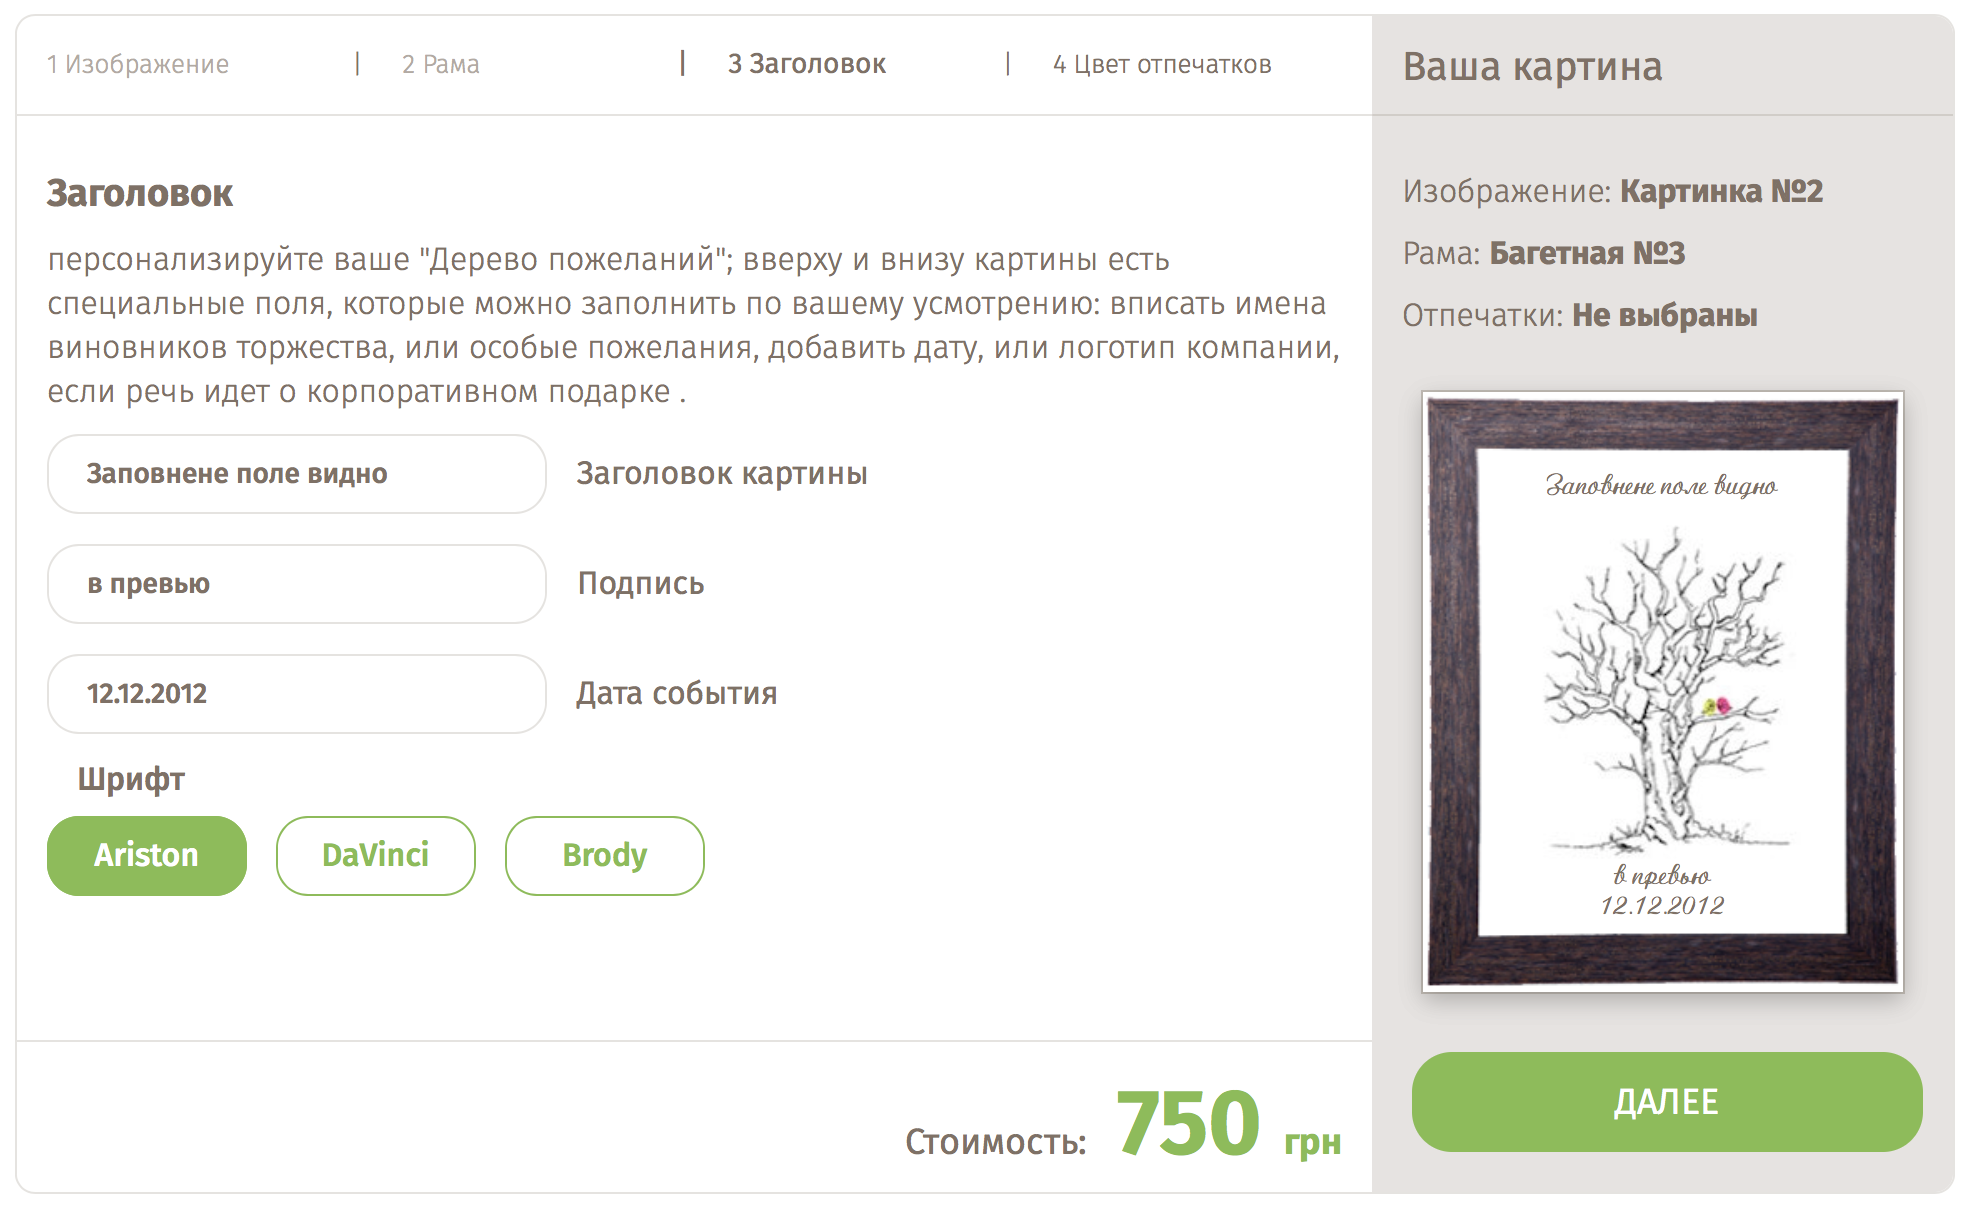 1 Изображение | 2 Рама | 3 Заголовок | 4 Цвет отпечатков
Заголовок
персонализируйте ваше "Дерево пожеланий"; вверху и внизу картины есть
специальные поля, которые можно заполнить по вашему усмотрению: вписать имена
виновников торжества, или особые пожелания, добавить дату, или логотип компании,
если речь идет о корпоративном подарке .
Заповнене поле видно Заголовок картины
в превью Подпись
12.12.2012 Дата события
Шрифт
Ariston DaVinci Brody
Стоимость: 750 грн
Ваша картина
Изображение: Картинка №2
Рама: Багетная №3
Отпечатки: Не выбраны
Заповнене поле видно
в превью
12.12.2012
ДАЛЕЕ